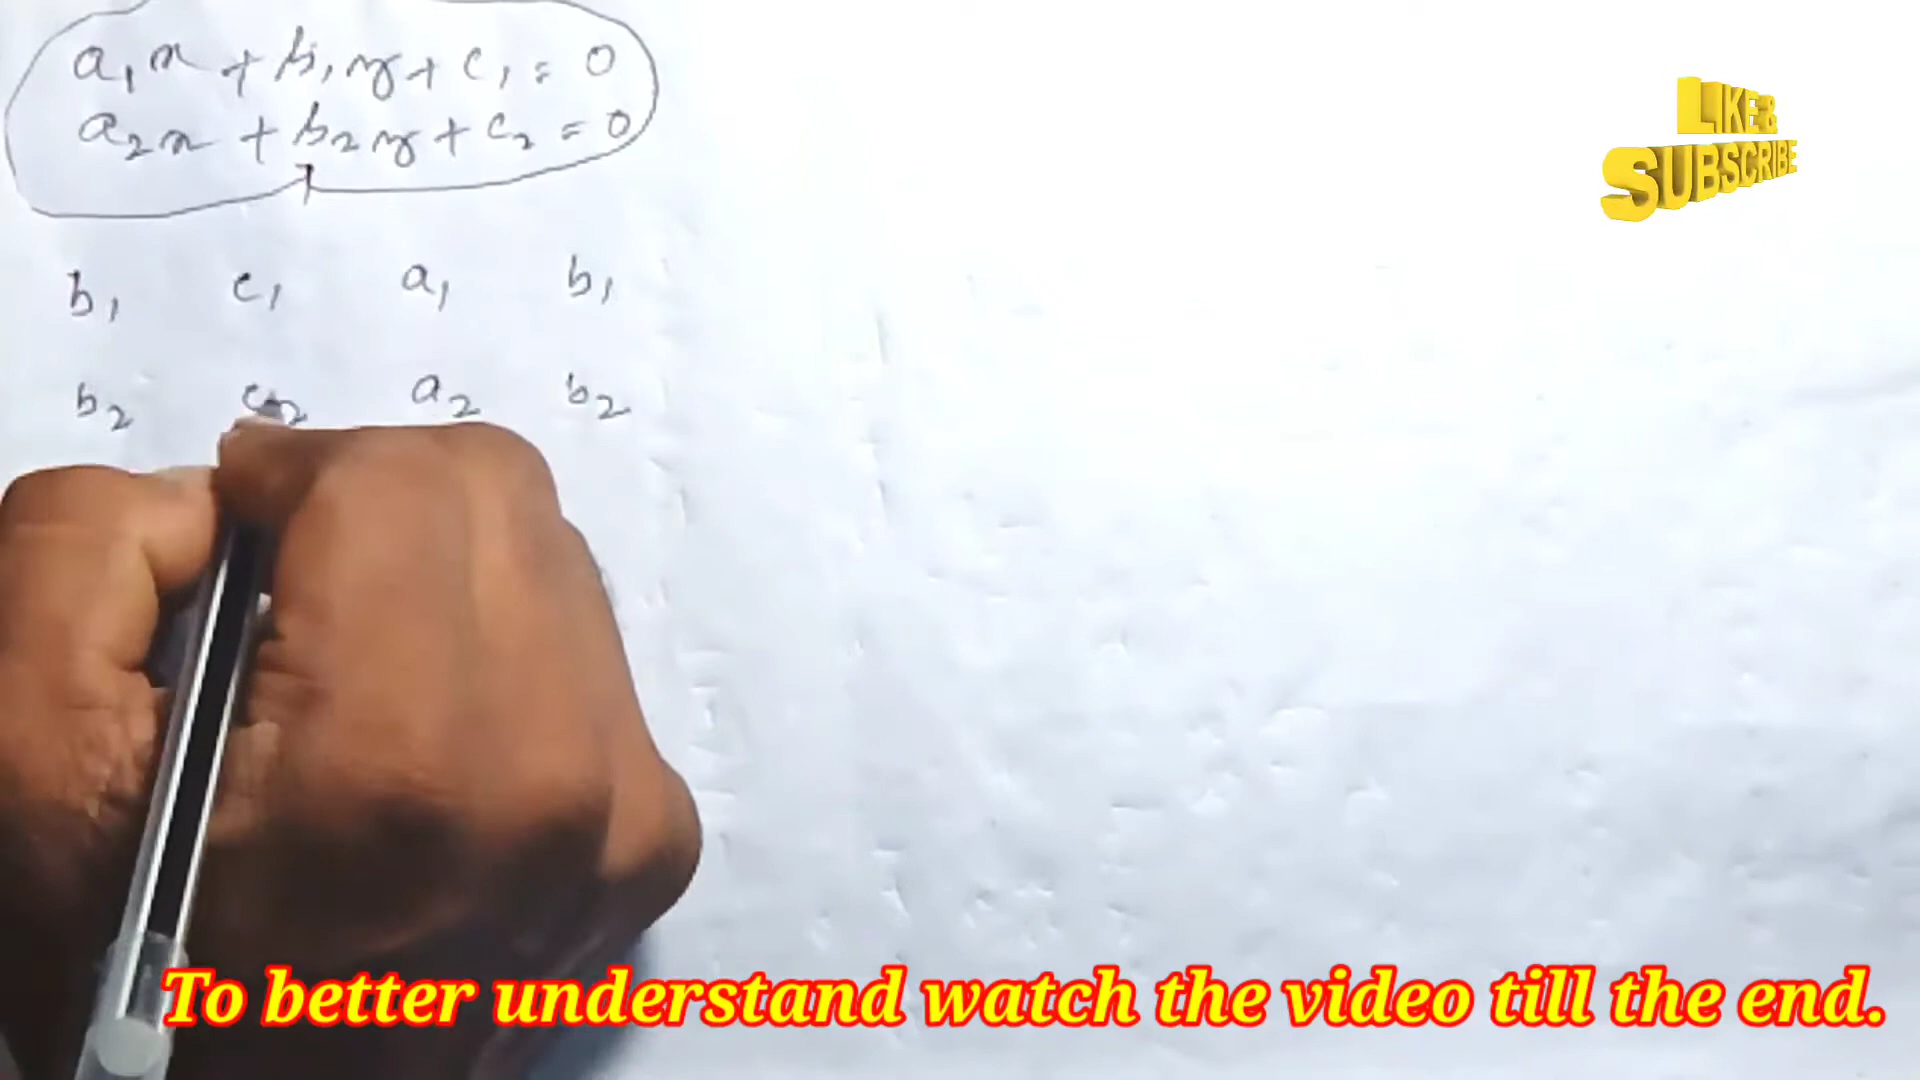 a₁x + b₁y + c₁ = 0
a₂x + b₂y + c₂ = 0
b₁ c₁ a₁ b₁
b₂ c₂ a₂ b₂
LIKE &
SUBSCRIBE
To better understand watch the video till the end.